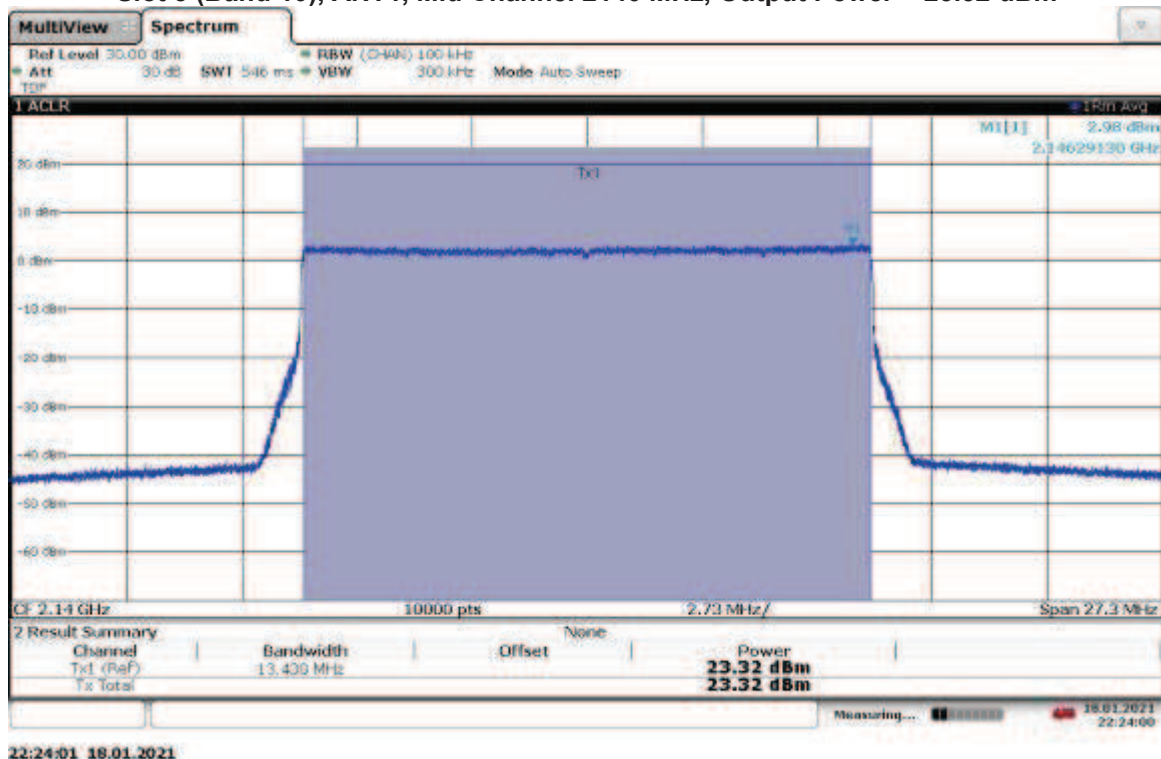 MultiView Spectrum
Ref Level 30.00 dBm RBW (CHAN) 100 kHz
Att 30 dB SWT 546 ms VBW 300 kHz Mode Auto Sweep
TDF
1 ACLR 1Rm Avg
M1[1] 2.98 dBm
2.14629130 GHz
20 dBm
Tx1
10 dBm
M1
0 dBm
-10 dBm
-20 dBm
-30 dBm
-40 dBm
-50 dBm
-60 dBm
CF 2.14 GHz 10000 pts 2.73 MHz/ Span 27.3 MHz
2 Result Summary None
Channel Bandwidth Offset Power
Tx1 (Ref) 13.439 MHz 23.32 dBm
Tx Total 23.32 dBm
Measuring... 18.01.2021
22:24:00
22:24:01 18.01.2021